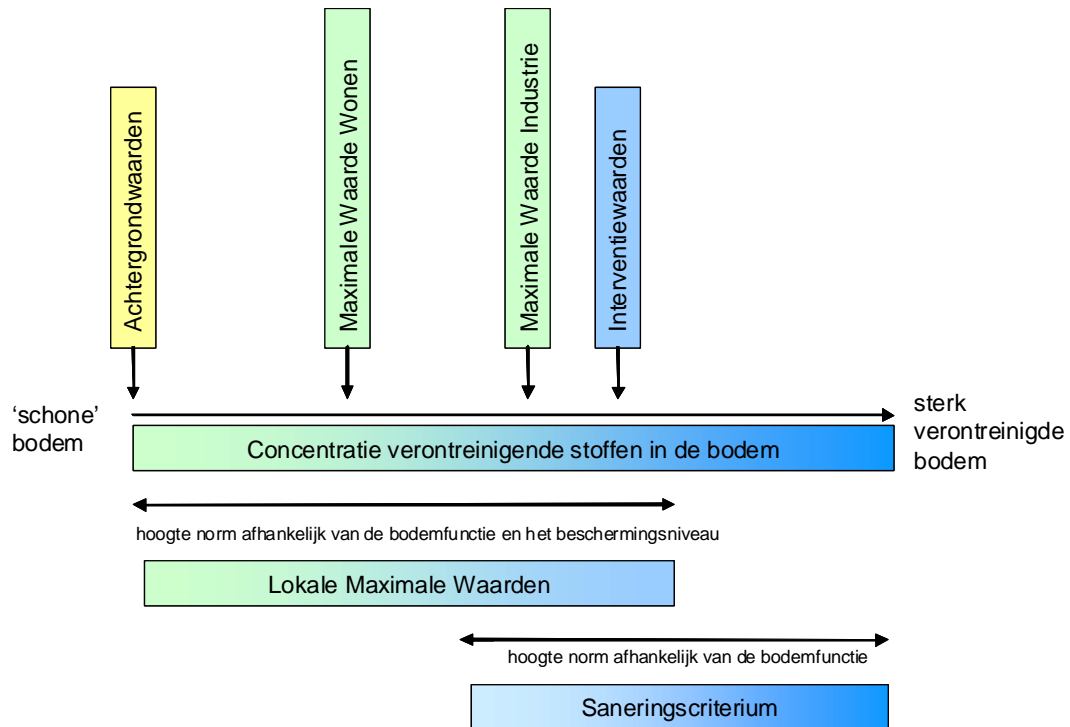 Achtergrondwaarden
Maximale Waarde Wonen
Maximale Waarde Industrie
Interventiewaarden
‘schone’
bodem
sterk
verontreinigde
bodem
Concentratie verontreinigende stoffen in de bodem
hoogte norm afhankelijk van de bodemfunctie en het beschermingsniveau
Lokale Maximale Waarden
hoogte norm afhankelijk van de bodemfunctie
Saneringscriterium